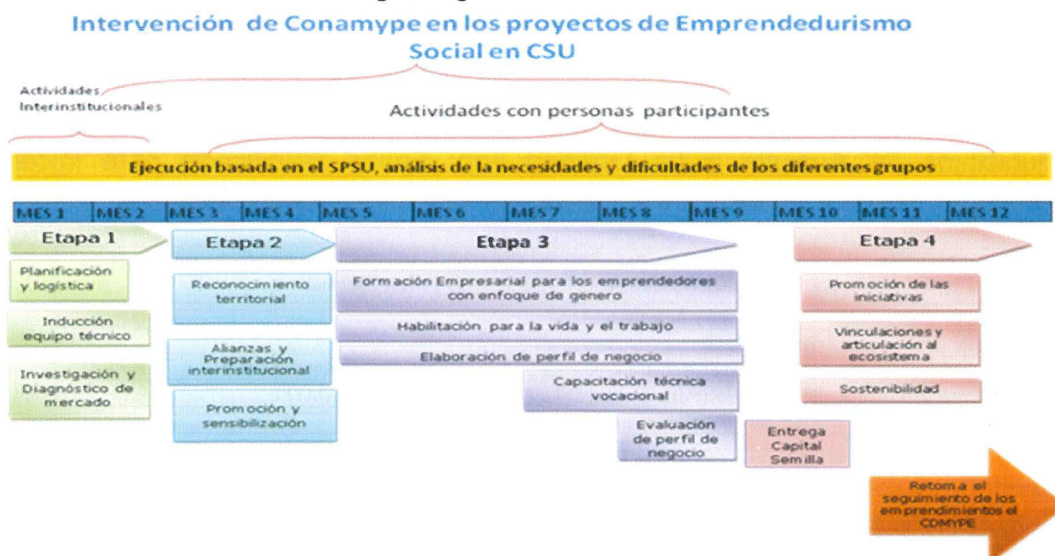 Intervención de Conamype en los proyectos de Emprendedurismo
Social en CSU
Actividades
Interinstitucionales
Actividades con personas participantes
Ejecución basada en el SPSU, análisis de la necesidades y dificultades de los diferentes grupos
MES 1 MES 2 MES 3 MES 4 MES 5 MES 6 MES 7 MES 8 MES 9 MES 10 MES 11 MES 12
Etapa 1
Etapa 2
Etapa 3
Etapa 4
Planificación
y logística
Inducción
equipo técnico
Investigación y
Diagnóstico de
mercado
Reconocimiento
territorial
Alianzas y
Preparación
interinstitucional
Promoción y
sensibilización
Formación Empresarial para los emprendedores
con enfoque de genero
Habilitación para la vida y el trabajo
Elaboración de perfil de negocio
Capacitación técnica
vocacional
Evaluación
de perfil de
negocio
Entrega
Capital
Semilla
Promoción de las
iniciativas
Vinculaciones y
articulación al
ecosistema
Sostenibilidad
Retoma el
seguimiento de los
emprendimientos el
CDMYPE